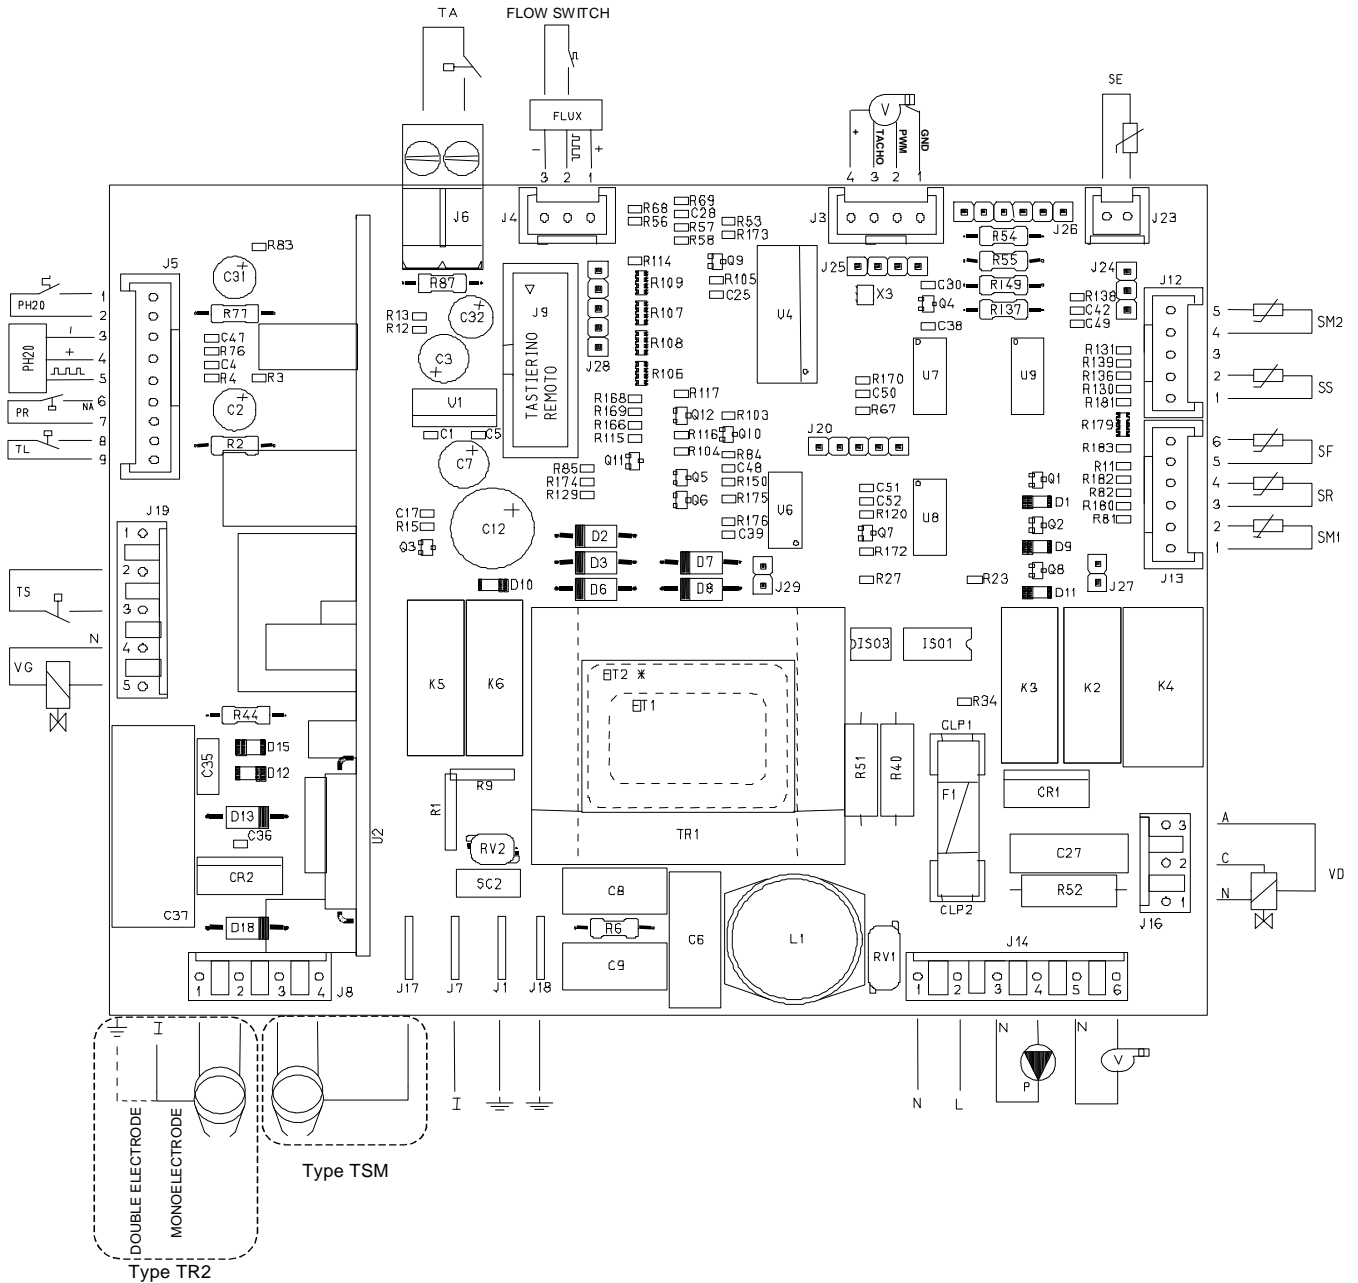 TA
FLOW SWITCH
FLUX
- +
3 2 1
+
TACHO
PWM
GND
V
4 3 2 1
SE
J6
J4
J3
J26
J23
R83
J5
C31
R77
C47
R76
C4
R4
R3
C2
R2
PH20
1
2
PH20
3
+ 4
5
PR NA 6
7
TL 8
9
R87
R13
R12
C32
C3
U1
C1
C5
C7
C17
R15
Q3
C12
D10
J9
TASTIERINO
REMOTO
J28
R68
R56
R69
C28
R57
R58
R53
R173
R114
Q9
R105
C25
R109
R107
R108
R106
R168
R169
R166
R115
Q11
R117
Q12
R116
R104
R103
Q10
R84
C48
R150
R175
R176
C39
Q5
Q6
R85
R174
R129
D2
D3
D6
D7
D8
J29
U4
U6
J25
X3
C30
Q4
C38
R54
R55
R149
R137
U7
U9
R170
C50
R67
J20
C51
C52
R120
Q7
R172
R27
U8
R23
J24
R138
C42
C49
R131
R139
R136
R130
R181
R179
R183
R11
R182
R82
R180
R81
Q1
D1
Q2
D9
Q8
D11
J27
J12
5
4
3
2
1
SM2
SS
6
5
4
3
2
1
SF
SR
SM1
J13
J19
1
2
3
4
5
TS
N
VG
R44
D15
D12
C35
D13
C36
CR2
D18
C37
U2
K5
K6
R9
R1
RV2
SC2
EIT2 *
EIT1
TR1
ISO3
ISO1
R34
R51
R40
CLP1
F1
CLP2
K3
K2
K4
CR1
C27
R52
3
2
1
J16
A
C
N
VD
C8
R6
C9
C6
L1
RV1
J14
1 2 3 4 5 6
1 2 3 4
J8
J17
J7
J1
J18
I
I
N
L
N
P
N
V
DOUBLE ELECTRODE
MONOELECTRODE
Type TSM
Type TR2